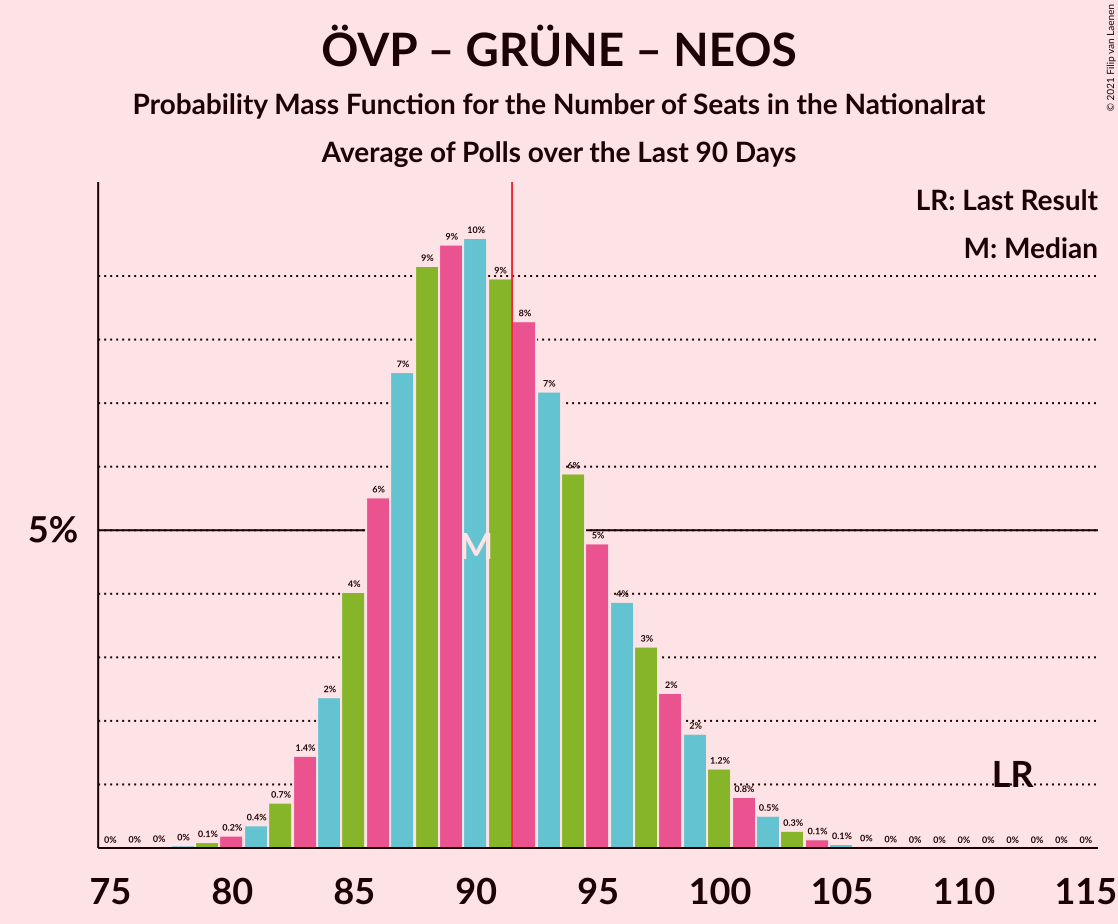 ÖVP – GRÜNE – NEOS
Probability Mass Function for the Number of Seats in the Nationalrat
Average of Polls over the Last 90 Days
© 2021 Filip van Laenen
LR: Last Result
M: Median
5%
0% 0% 0% 0% 0.1% 0.2% 0.4% 0.7% 1.4% 2% 4% 6% 7% 9% 9% 10% 9% 8% 7% 6% 5% 4% 3% 2% 2% 1.2% 0.8% 0.5% 0.3% 0.1% 0.1% 0% 0% 0% 0% 0% 0% 0% 0% 0% 0%
M
LR
75 80 85 90 95 100 105 110 115